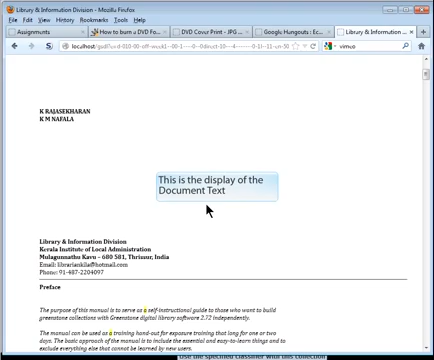 Library & Information Division - Mozilla Firefox
File Edit View History Bookmarks Tools Help
Assignments
How to burn a DVD Fo...
DVD Cover Print - JPG ...
Google Hangouts : Ec...
Library & Informatio...
vimuo
K RAJASEKHARAN
K M NAFALA
This is the display of the
Document Text
Library & Information Division
Kerala Institute of Local Administration
Mulagunnathu Kavu – 680 581, Thrissur, India
Email: librariankila@hotmail.com
Phone: 91-487-2204097
Preface
The purpose of this manual is to serve as a self-instructional guide to those who want to build
greenstone collections with Greenstone digital library software 2.72 independently.
The manual can be used as a training hand-out for exposure training that long for one or two
days. The basic approach of the manual is to include the essential and easy-to-learn things and to
exclude everything else that cannot be learned by new users.